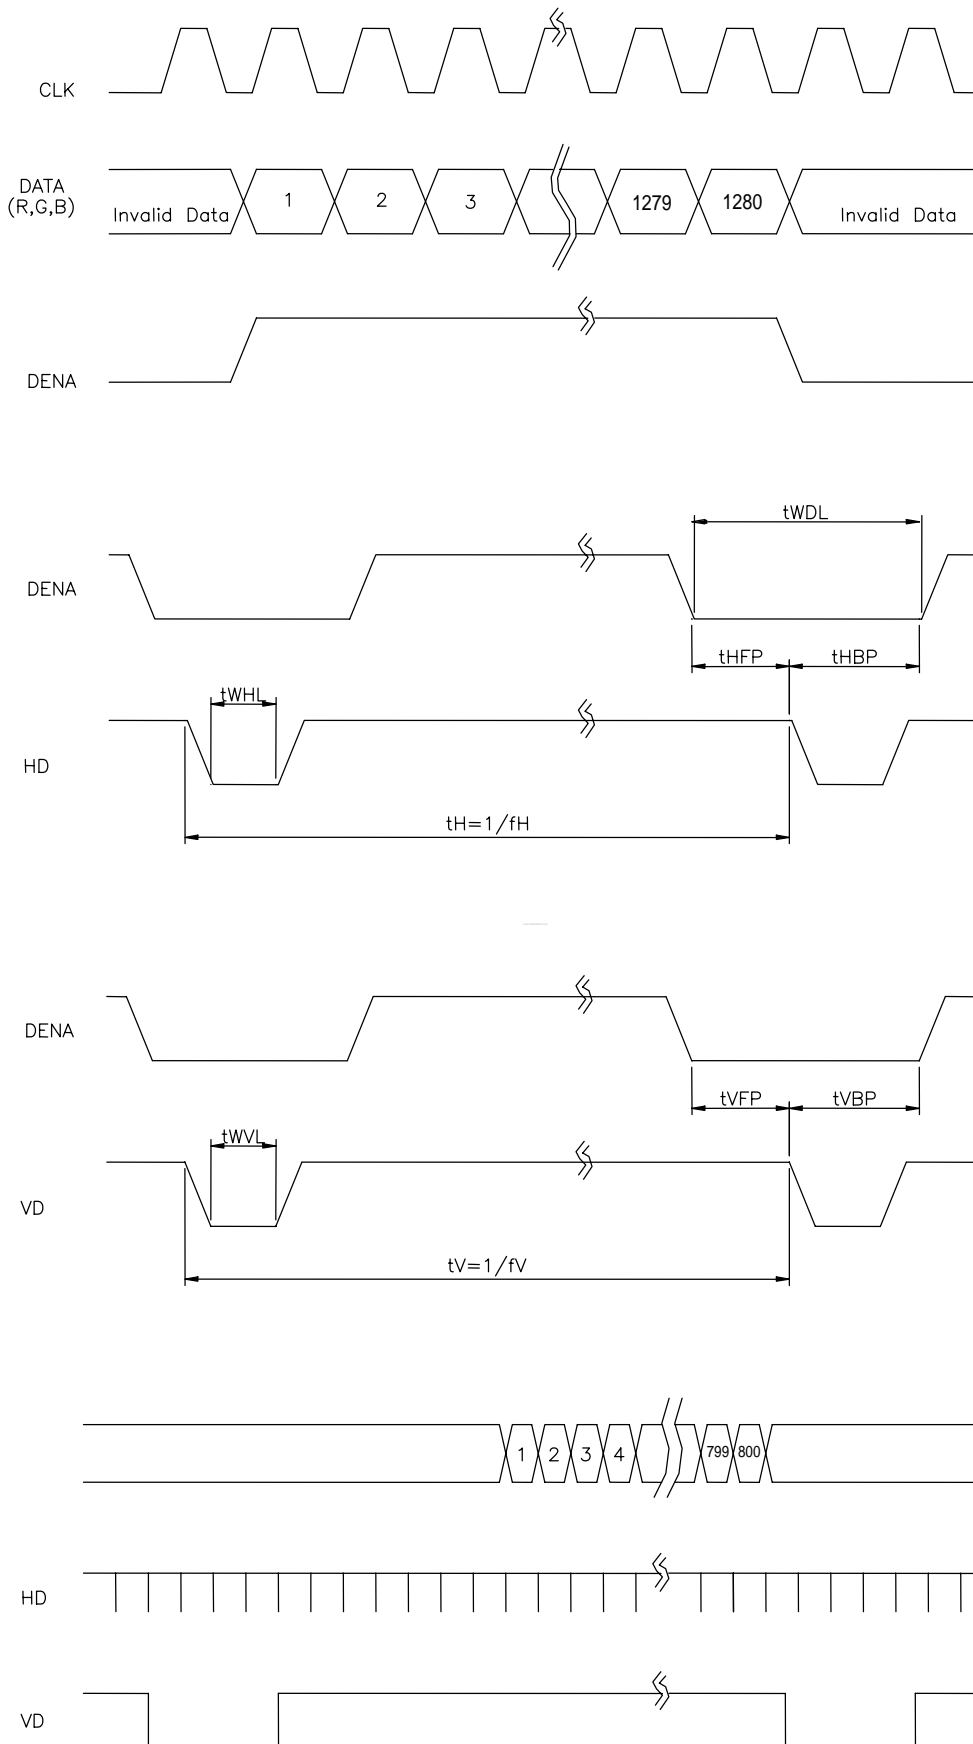 CLK
DATA
(R,G,B)
Invalid Data 1 2 3 1279 1280 Invalid Data
DENA
tWDL
DENA
tHFP tHBP
tWHL
HD
tH=1/fH
DENA
tVFP tVBP
tWVL
VD
tV=1/fV
1 2 3 4 799 800
HD
VD